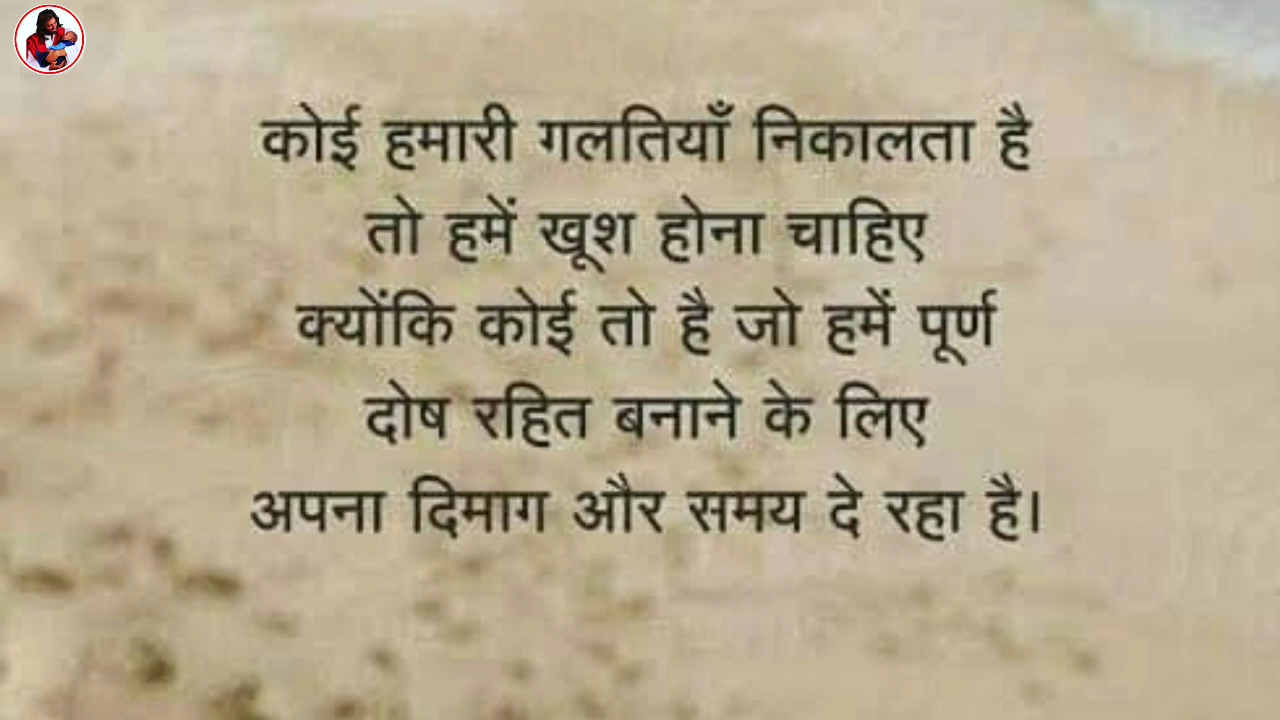 कोई हमारी गलतियाँ निकालता है
तो हमें खूश होना चाहिए
क्योंकि कोई तो है जो हमें पूर्ण
दोष रहित बनाने के लिए
अपना दिमाग और समय दे रहा है।